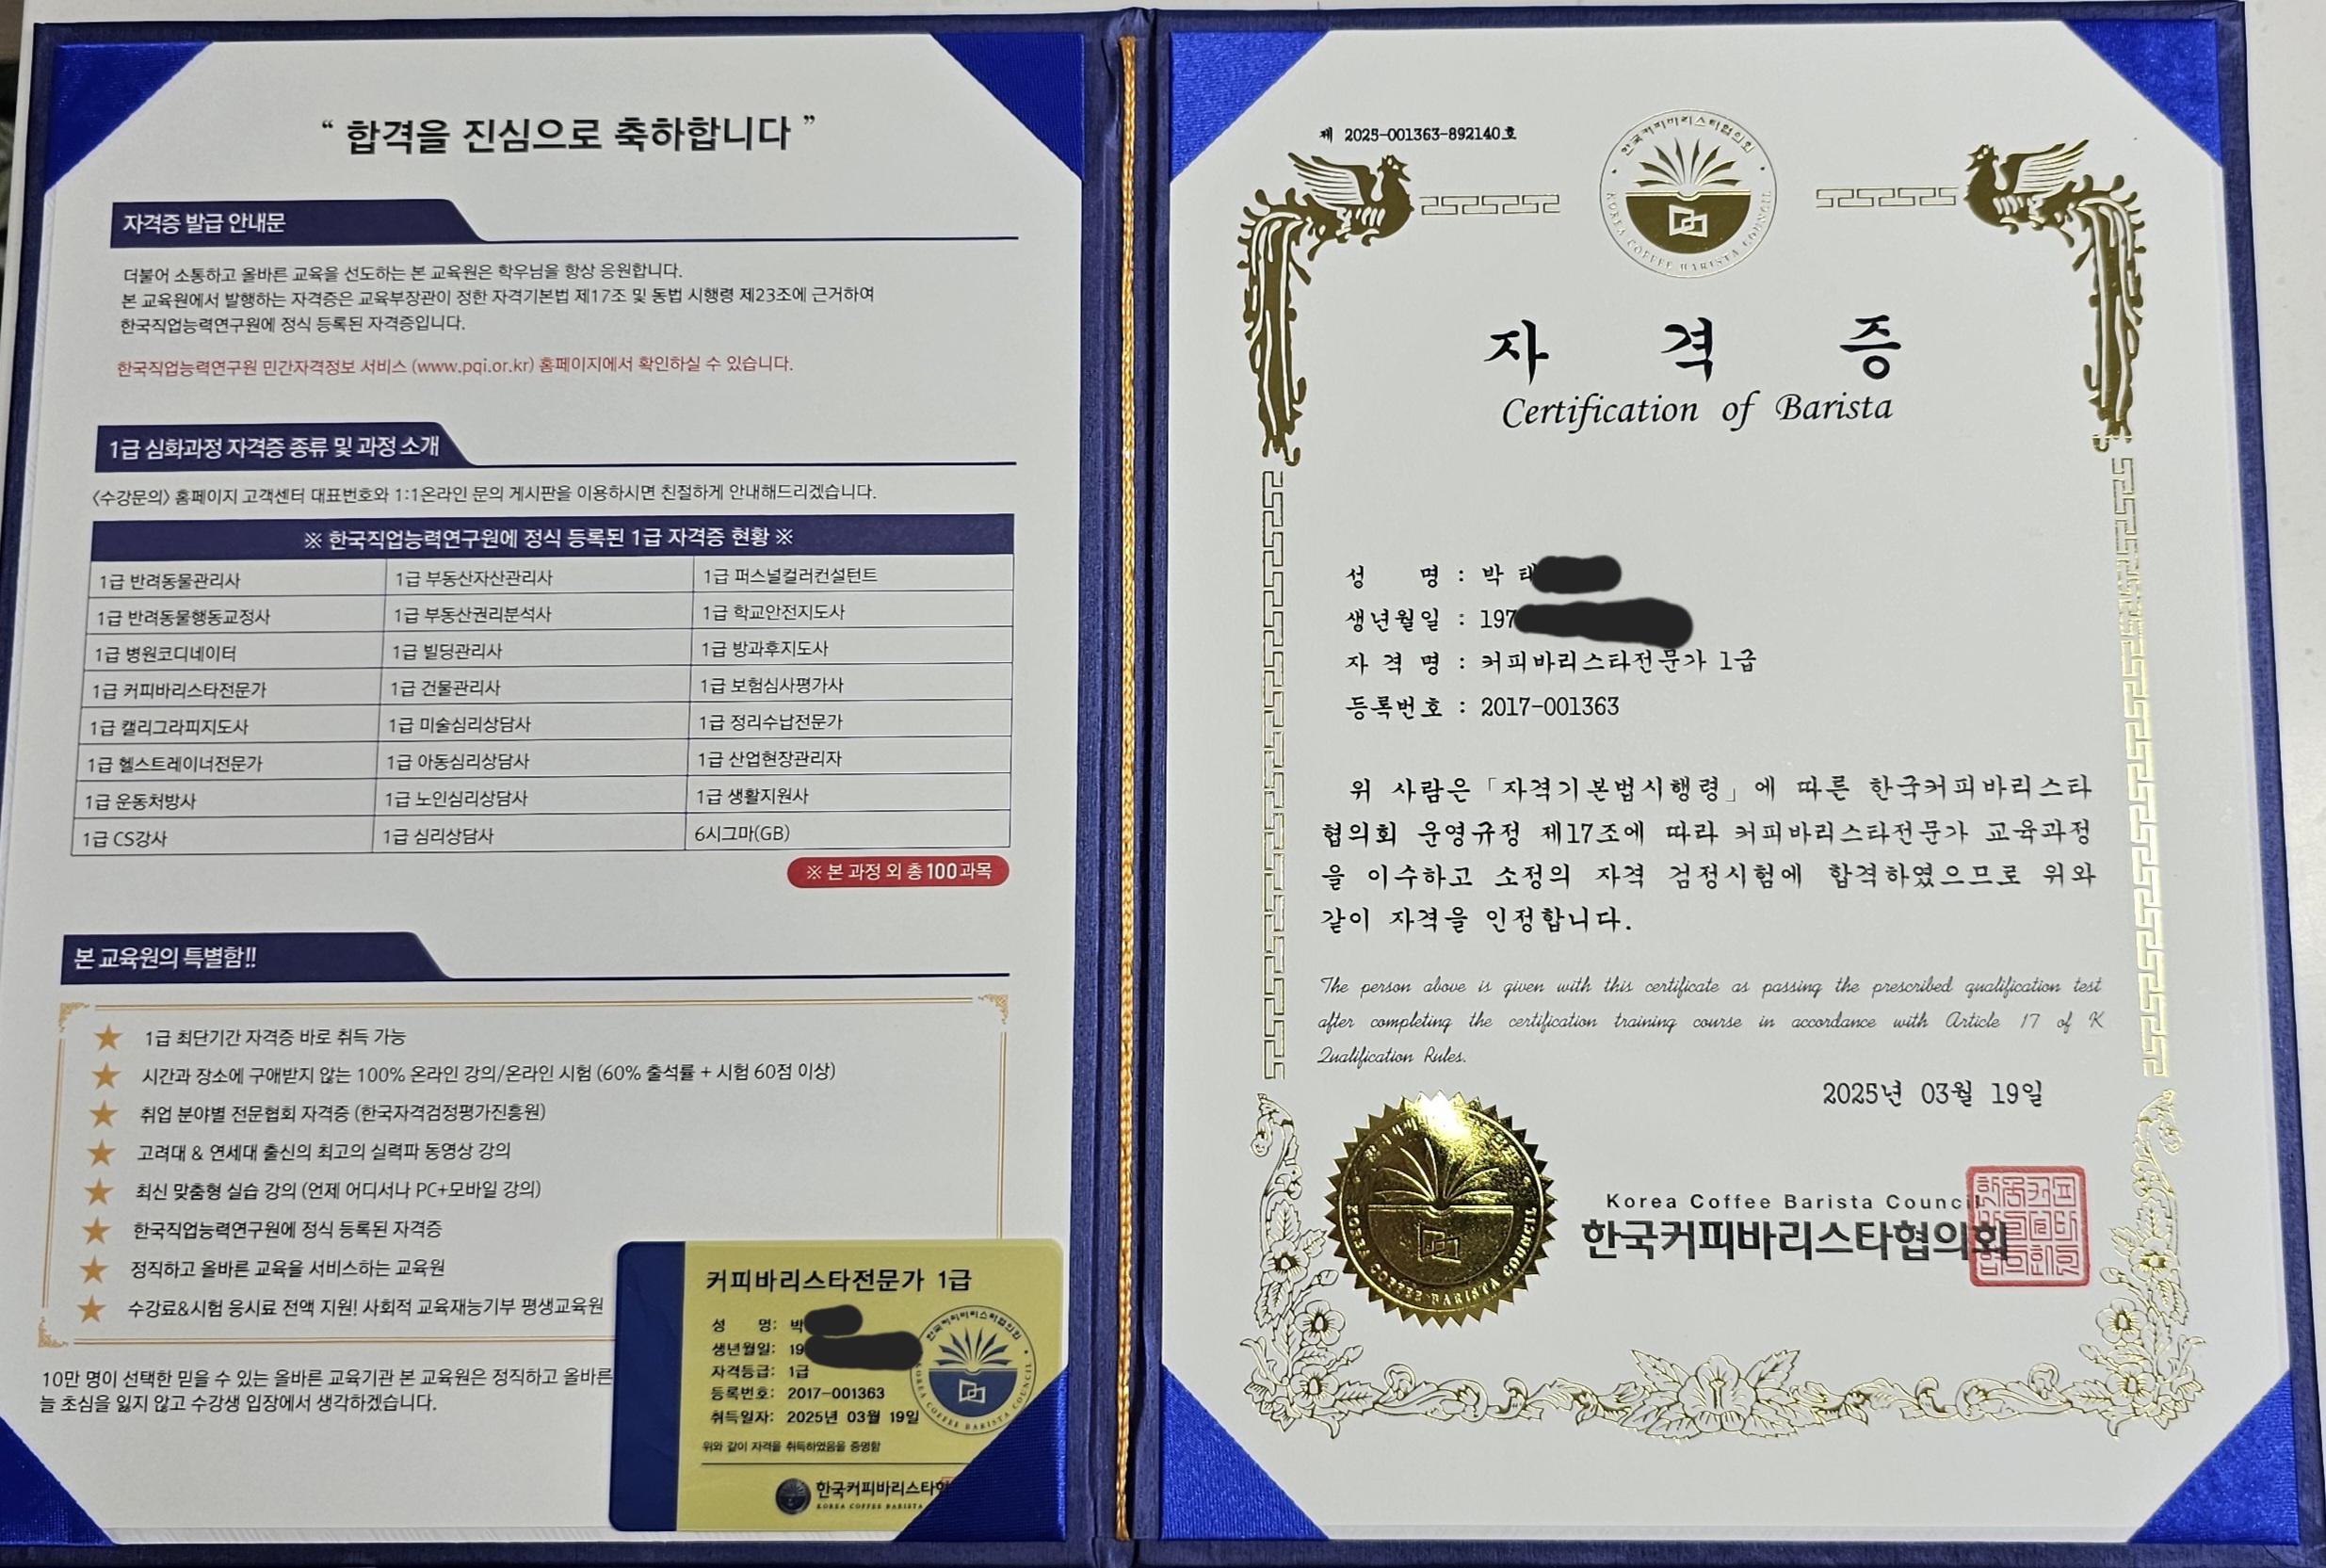 “ 합격을 진심으로 축하합니다 ”
자격증 발급 안내문
더불어 소통하고 올바른 교육을 선도하는 본 교육원은 학우님을 항상 응원합니다.
본 교육원에서 발행하는 자격증은 교육부장관이 정한 자격기본법 제17조 및 동법 시행령 제23조에 근거하여
한국직업능력연구원에 정식 등록된 자격증입니다.
한국직업능력연구원 민간자격정보 서비스 (www.pqi.or.kr) 홈페이지에서 확인하실 수 있습니다.
1급 심화과정 자격증 종류 및 과정 소개
<수강문의> 홈페이지 고객센터 대표번호와 1:1온라인 문의 게시판을 이용하시면 친절하게 안내해드리겠습니다.
※ 한국직업능력연구원에 정식 등록된 1급 자격증 현황 ※
1급 반려동물관리사 1급 부동산자산관리사 1급 퍼스널컬러컨설턴트
1급 반려동물행동교정사 1급 부동산권리분석사 1급 학교안전지도사
1급 병원코디네이터 1급 빌딩관리사 1급 방과후지도사
1급 커피바리스타전문가 1급 건물관리사 1급 보험심사평가사
1급 캘리그라피지도사 1급 미술심리상담사 1급 정리수납전문가
1급 헬스트레이너전문가 1급 아동심리상담사 1급 산업현장관리자
1급 운동처방사 1급 노인심리상담사 1급 생활지원사
1급 CS강사 1급 심리상담사 6시그마(GB)
※ 본 과정 외 총 100과목
본 교육원의 특별함!!
1급 최단기간 자격증 바로 취득 가능
시간과 장소에 구애받지 않는 100% 온라인 강의/온라인 시험 (60% 출석률 + 시험 60점 이상)
취업 분야별 전문협회 자격증 (한국자격검정평가진흥원)
고려대 & 연세대 출신의 최고의 실력파 동영상 강의
최신 맞춤형 실습 강의 (언제 어디서나 PC+모바일 강의)
한국직업능력연구원에 정식 등록된 자격증
정직하고 올바른 교육을 서비스하는 교육원
수강료&시험 응시료 전액 지원! 사회적 교육재능기부 평생교육원
10만 명이 선택한 믿을 수 있는 올바른 교육기관 본 교육원은 정직하고 올바른
늘 초심을 잃지 않고 수강생 입장에서 생각하겠습니다.
커피바리스타전문가 1급
성 명: 박
생년월일: 19
자격등급: 1급
등록번호: 2017-001363
취득일자: 2025년 03월 19일
위와 같이 자격을 취득하였음을 증명함
한국커피바리스타협
KOREA COFFEE BARISTA
한국커피바리스타협의회
KOREA COFFEE BARISTA COUNCIL
제 2025-001363-892140호
한국커피바리스타협의회
KOREA COFFEE BARISTA COUNCIL
자 격 증
Certification of Barista
성 명 : 박 태
생년월일 : 197
자 격 명 : 커피바리스타전문가 1급
등록번호 : 2017-001363
위 사람은 「자격기본법시행령」에 따른 한국커피바리스타
협의회 운영규정 제17조에 따라 커피바리스타전문가 교육과정
을 이수하고 소정의 자격 검정시험에 합격하였으므로 위와
같이 자격을 인정합니다.
The person above is given with this certificate as passing the prescribed qualification test
after completing the certification training course in accordance with Article 17 of K
Qualification Rules.
2025년 03월 19일
KOREA COFFEE BARISTA COUNCIL
Korea Coffee Barista Council
한국커피바리스타협의회